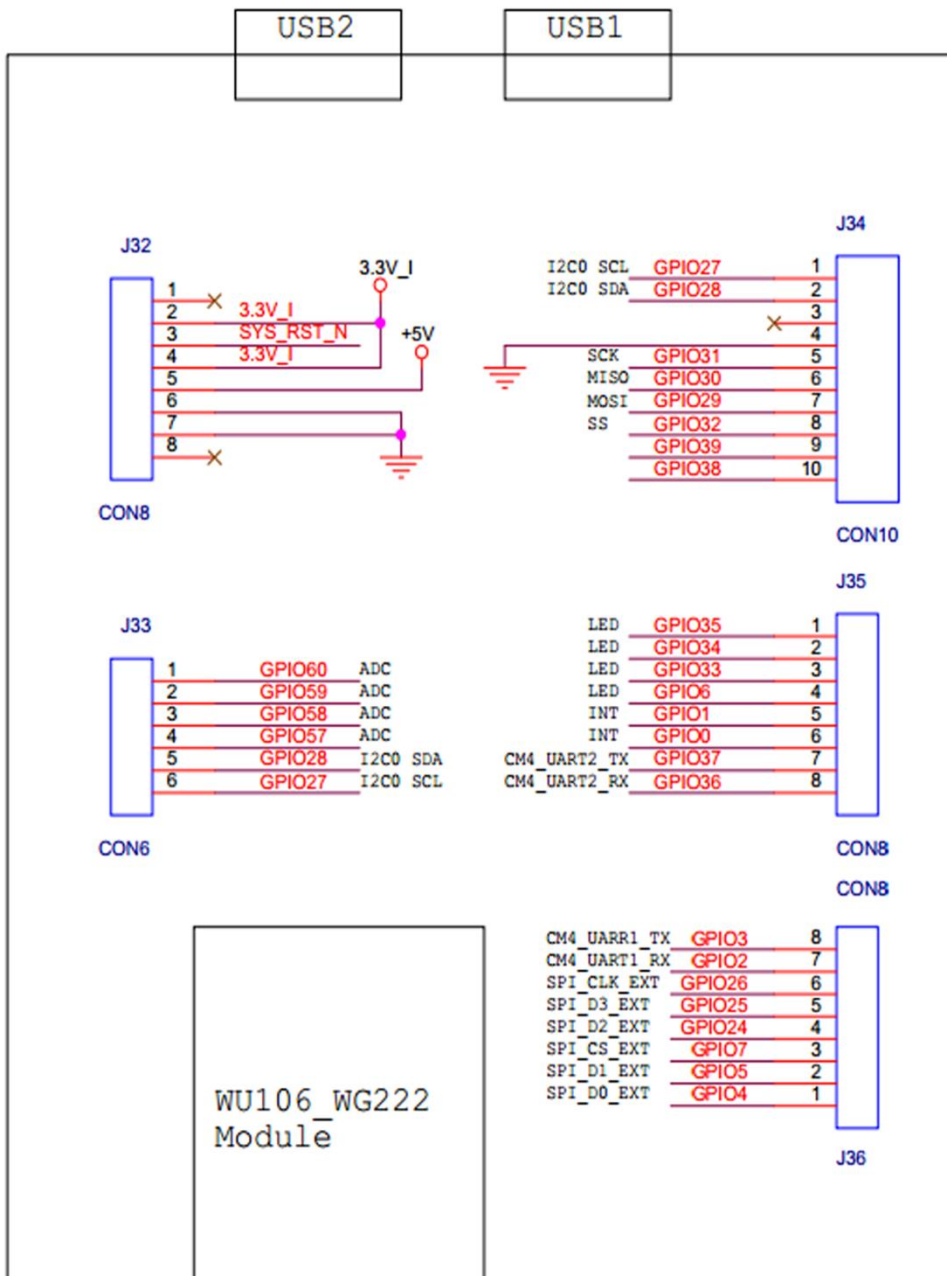 USB2
USB1
J32
1
2 3.3V_I
3 SYS_RST_N
4 3.3V_I
5
6
7
8
3.3V_I
+5V
CON8
J34
I2C0 SCL GPIO27 1
I2C0 SDA GPIO28 2
3
4
SCK GPIO31 5
MISO GPIO30 6
MOSI GPIO29 7
SS GPIO32 8
GPIO39 9
GPIO38 10
CON10
J33
1 GPIO60 ADC
2 GPIO59 ADC
3 GPIO58 ADC
4 GPIO57 ADC
5 GPIO28 I2C0 SDA
6 GPIO27 I2C0 SCL
CON6
J35
LED GPIO35 1
LED GPIO34 2
LED GPIO33 3
LED GPIO6 4
INT GPIO1 5
INT GPIO0 6
CM4_UART2_TX GPIO37 7
CM4_UART2_RX GPIO36 8
CON8
CON8
CM4_UARR1_TX GPIO3 8
CM4_UART1_RX GPIO2 7
SPI_CLK_EXT GPIO26 6
SPI_D3_EXT GPIO25 5
SPI_D2_EXT GPIO24 4
SPI_CS_EXT GPIO7 3
SPI_D1_EXT GPIO5 2
SPI_D0_EXT GPIO4 1
J36
WU106_WG222
Module